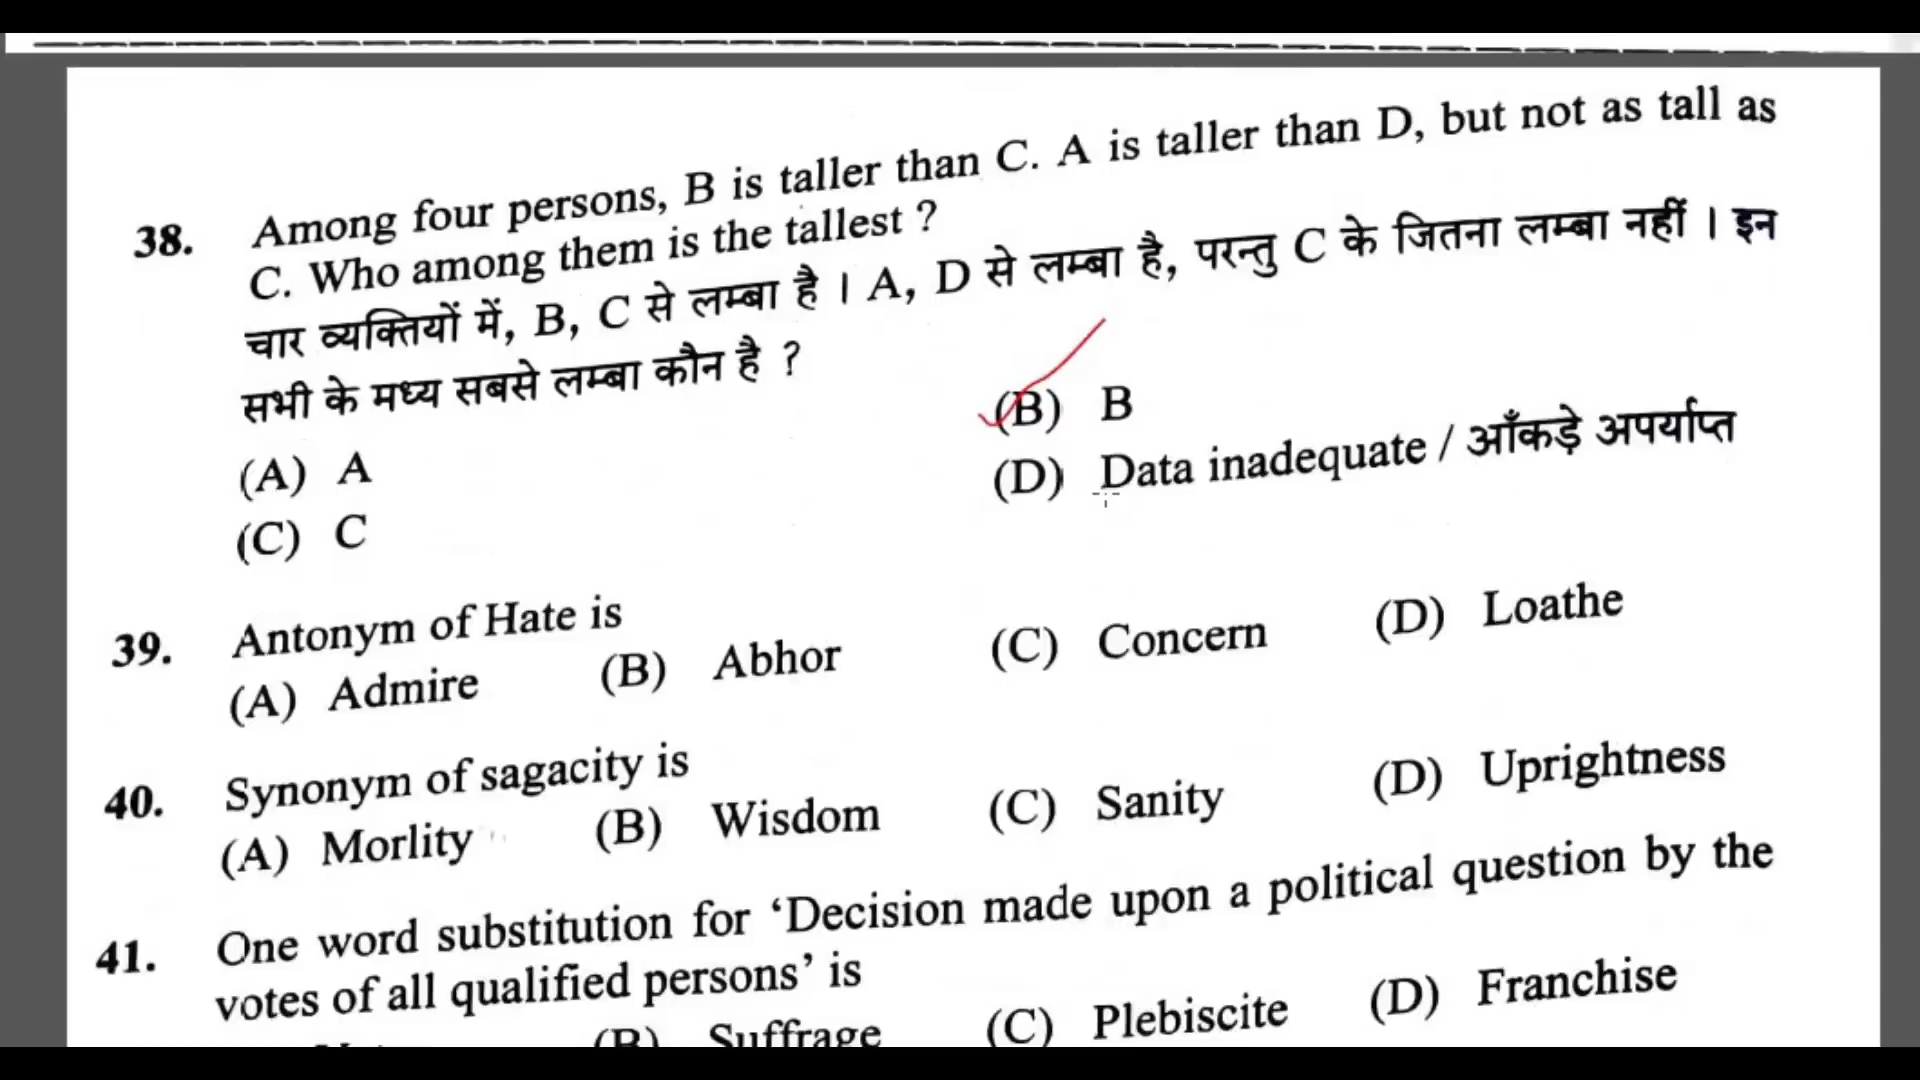 38. Among four persons, B is taller than C. A is taller than D, but not as tall as
C. Who among them is the tallest ?
चार व्यक्तियों में, B, C से लम्बा है । A, D से लम्बा है, परन्तु C के जितना लम्बा नहीं । इन
सभी के मध्य सबसे लम्बा कौन है ?
(A) A (B) B
(C) C (D) Data inadequate / आँकड़े अपर्याप्त
39. Antonym of Hate is
(A) Admire (B) Abhor (C) Concern (D) Loathe
40. Synonym of sagacity is
(A) Morlity (B) Wisdom (C) Sanity (D) Uprightness
41. One word substitution for ‘Decision made upon a political question by the
votes of all qualified persons’ is
(B) Suffrage (C) Plebiscite (D) Franchise